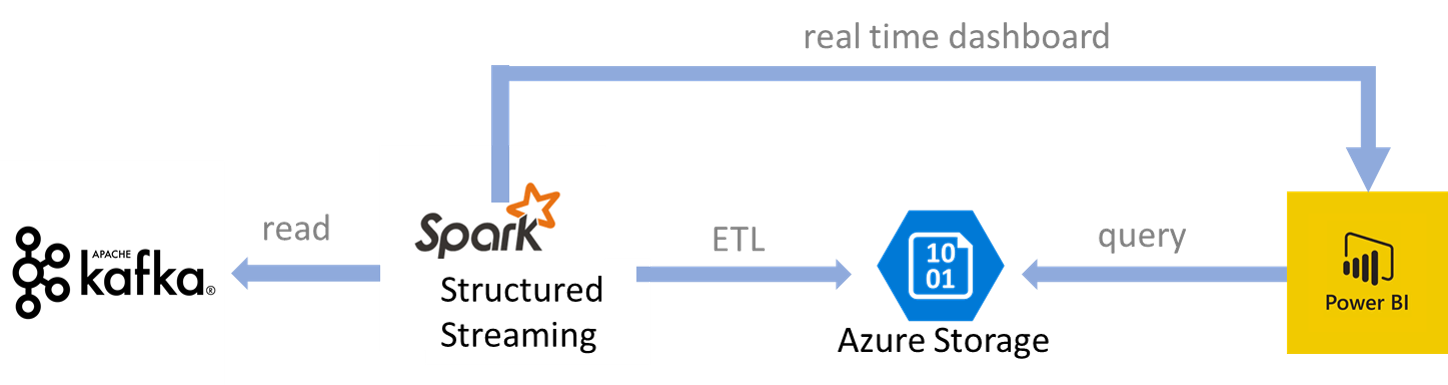 real time dashboard
read
APACHE
kafka®
Spark
Structured
Streaming
ETL
10
01
Azure Storage
query
Power BI